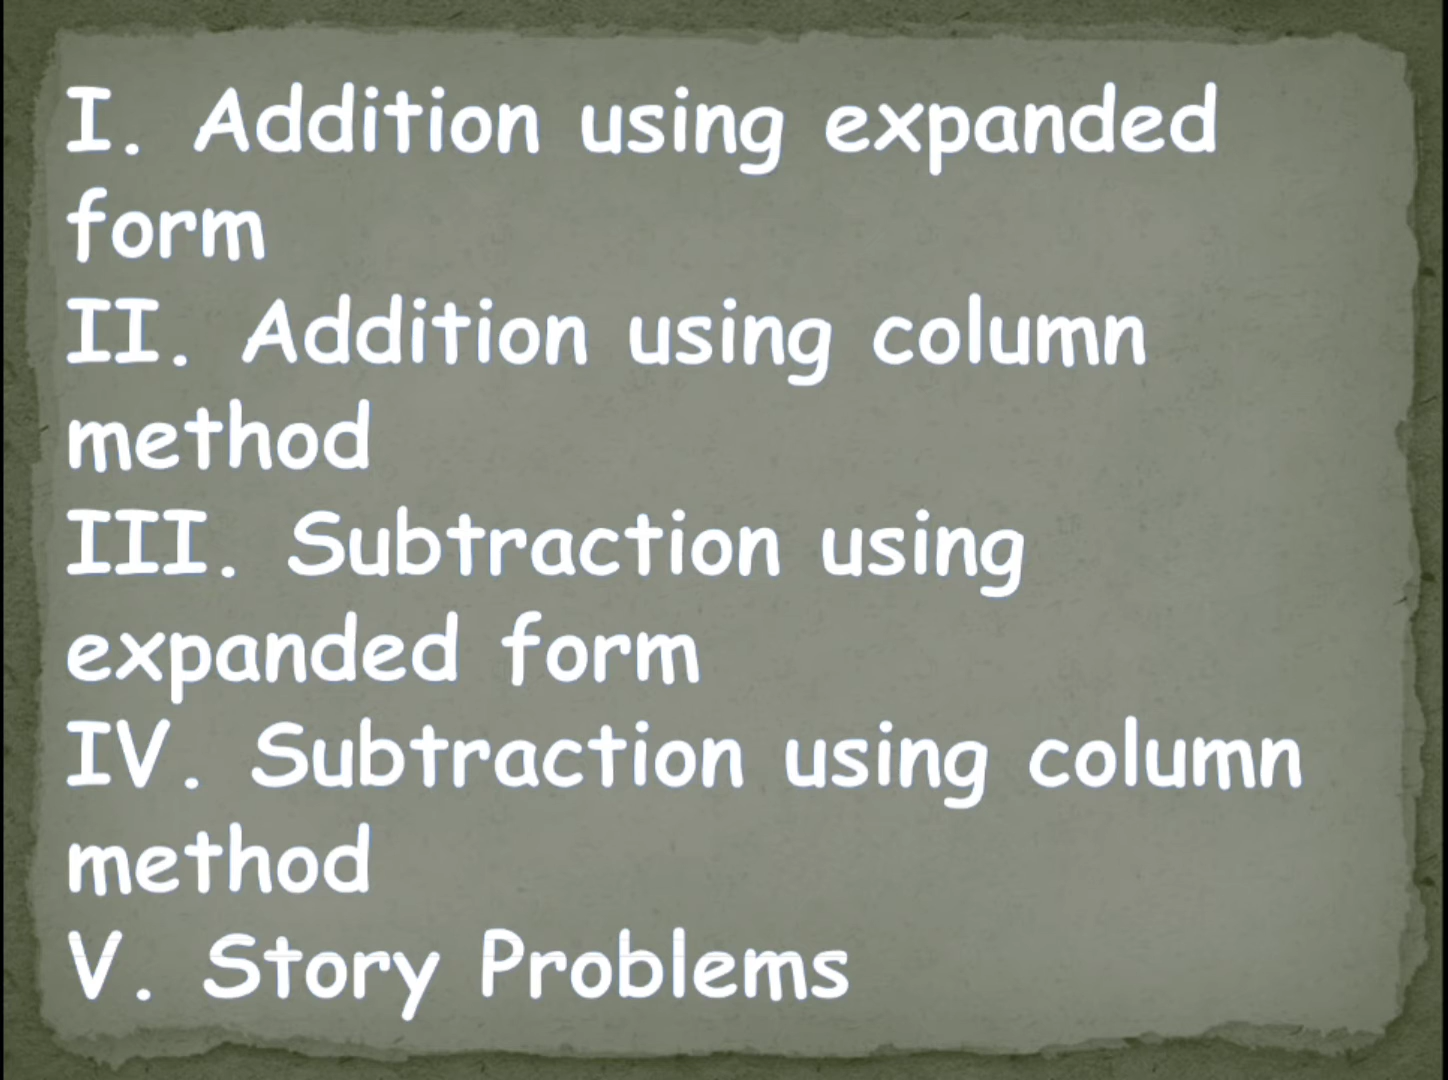 I. Addition using expanded
form
II. Addition using column
method
III. Subtraction using
expanded form
IV. Subtraction using column
method
V. Story Problems